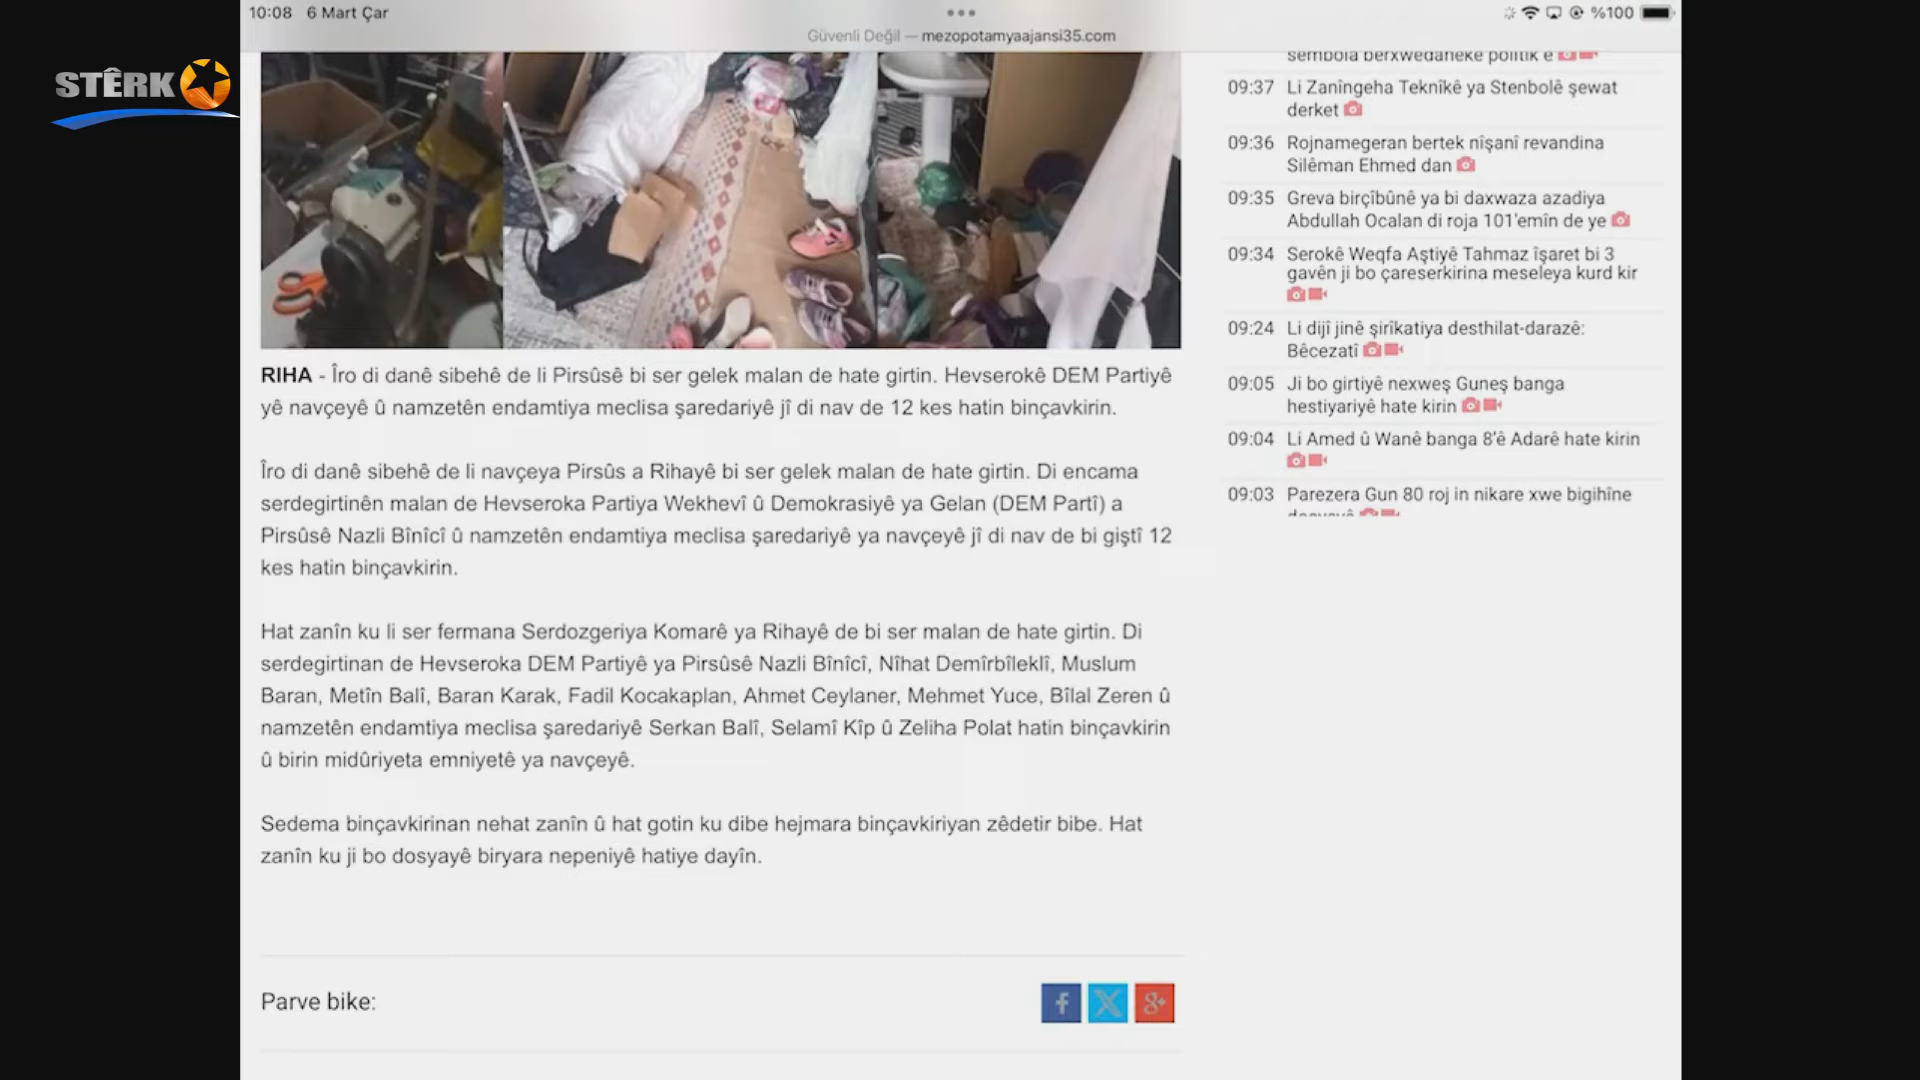 10:08 6 Mart Çar
%100
Güvenli Değil — mezopotamyaajansi35.com
STÊRK
RIHA - Îro di danê sibehê de li Pirsûsê bi ser gelek malan de hate girtin. Hevserokê DEM Partiyê
yê navçeyê û namzetên endamtiya meclisa şaredariyê jî di nav de 12 kes hatin binçavkirin.
Îro di danê sibehê de li navçeya Pirsûs a Rihayê bi ser gelek malan de hate girtin. Di encama
serdegirtinên malan de Hevseroka Partiya Wekhevî û Demokrasiyê ya Gelan (DEM Partî) a
Pirsûsê Nazli Bînîcî û namzetên endamtiya meclisa şaredariyê ya navçeyê jî di nav de bi giştî 12
kes hatin binçavkirin.
Hat zanîn ku li ser fermana Serdozgeriya Komarê ya Rihayê de bi ser malan de hate girtin. Di
serdegirtinan de Hevseroka DEM Partiyê ya Pirsûsê Nazli Bînîcî, Nîhat Demîrbîleklî, Muslum
Baran, Metîn Balî, Baran Karak, Fadil Kocakaplan, Ahmet Ceylaner, Mehmet Yuce, Bîlal Zeren û
namzetên endamtiya meclisa şaredariyê Serkan Balî, Selamî Kîp û Zeliha Polat hatin binçavkirin
û birin midûriyeta emniyetê ya navçeyê.
Sedema binçavkirinan nehat zanîn û hat gotin ku dibe hejmara binçavkiriyan zêdetir bibe. Hat
zanîn ku ji bo dosyayê biryara nepeniyê hatiye dayîn.
Parve bike:
sembola berxwedaneke polîtîk e
09:37 Li Zanîngeha Teknîkê ya Stenbolê şewat
derket
09:36 Rojnamegeran bertek nîşanî revandina
Silêman Ehmed dan
09:35 Greva birçîbûnê ya bi daxwaza azadiya
Abdullah Ocalan di roja 101'emîn de ye
09:34 Serokê Weqfa Aştiyê Tahmaz îşaret bi 3
gavên ji bo çareserkirina meseleya kurd kir
09:24 Li dijî jinê şirîkatiya desthilat-darazê:
Bêcezatî
09:05 Ji bo girtiyê nexweş Guneş banga
hestiyariyê hate kirin
09:04 Li Amed û Wanê banga 8'ê Adarê hate kirin
09:03 Parezera Gun 80 roj in nikare xwe bigihîne